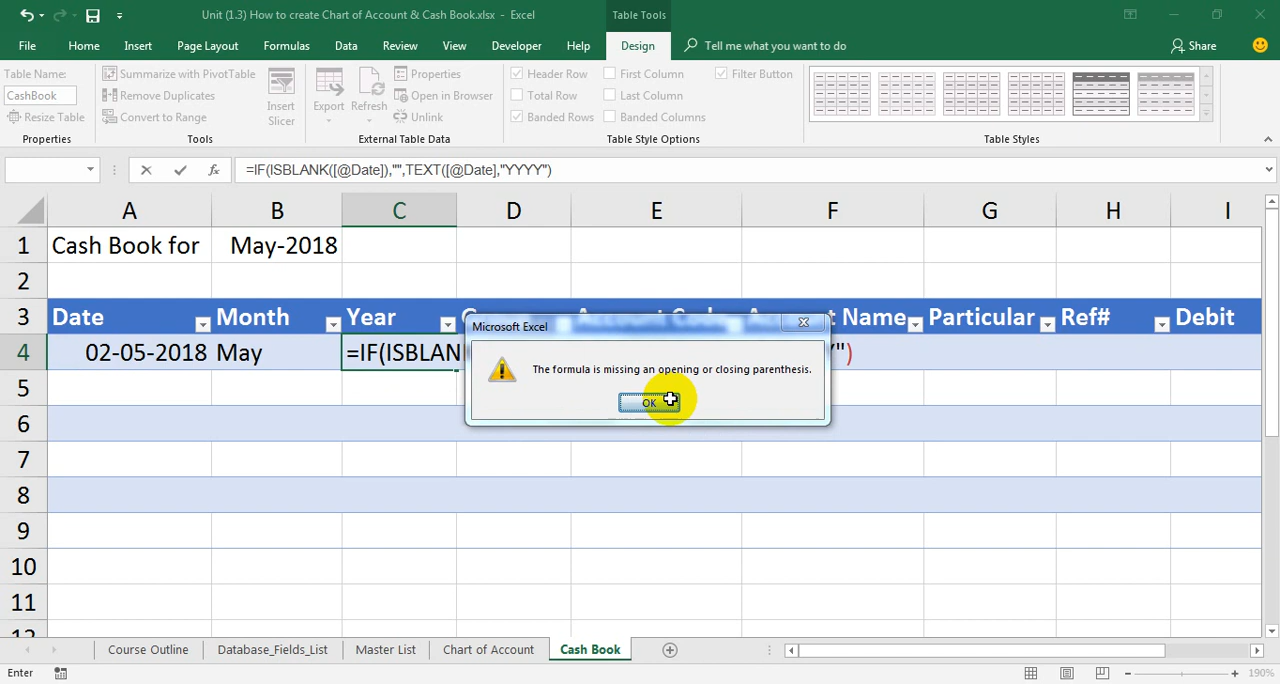 Unit (1.3) How to create Chart of Account & Cash Book.xlsx - Excel
Table Tools
File Home Insert Page Layout Formulas Data Review View Developer Help Design Tell me what you want to do Share
Table Name:
CashBook
Resize Table
Properties
Summarize with PivotTable
Remove Duplicates
Convert to Range
Tools
Insert
Slicer
Export
Refresh
Properties
Open in Browser
Unlink
External Table Data
Header Row
Total Row
Banded Rows
First Column
Last Column
Banded Columns
Filter Button
Table Style Options
Table Styles
fx =IF(ISBLANK([@Date]),"",TEXT([@Date],"YYYY")
A B C D E F G H I
1 Cash Book for May-2018
2
3 Date Month Year Name Particular Ref# Debit
4 02-05-2018 May =IF(ISBLAN Y")
5
6
7
8
9
10
11
12
Microsoft Excel
The formula is missing an opening or closing parenthesis.
OK
Course Outline Database_Fields_List Master List Chart of Account Cash Book
Enter
190%